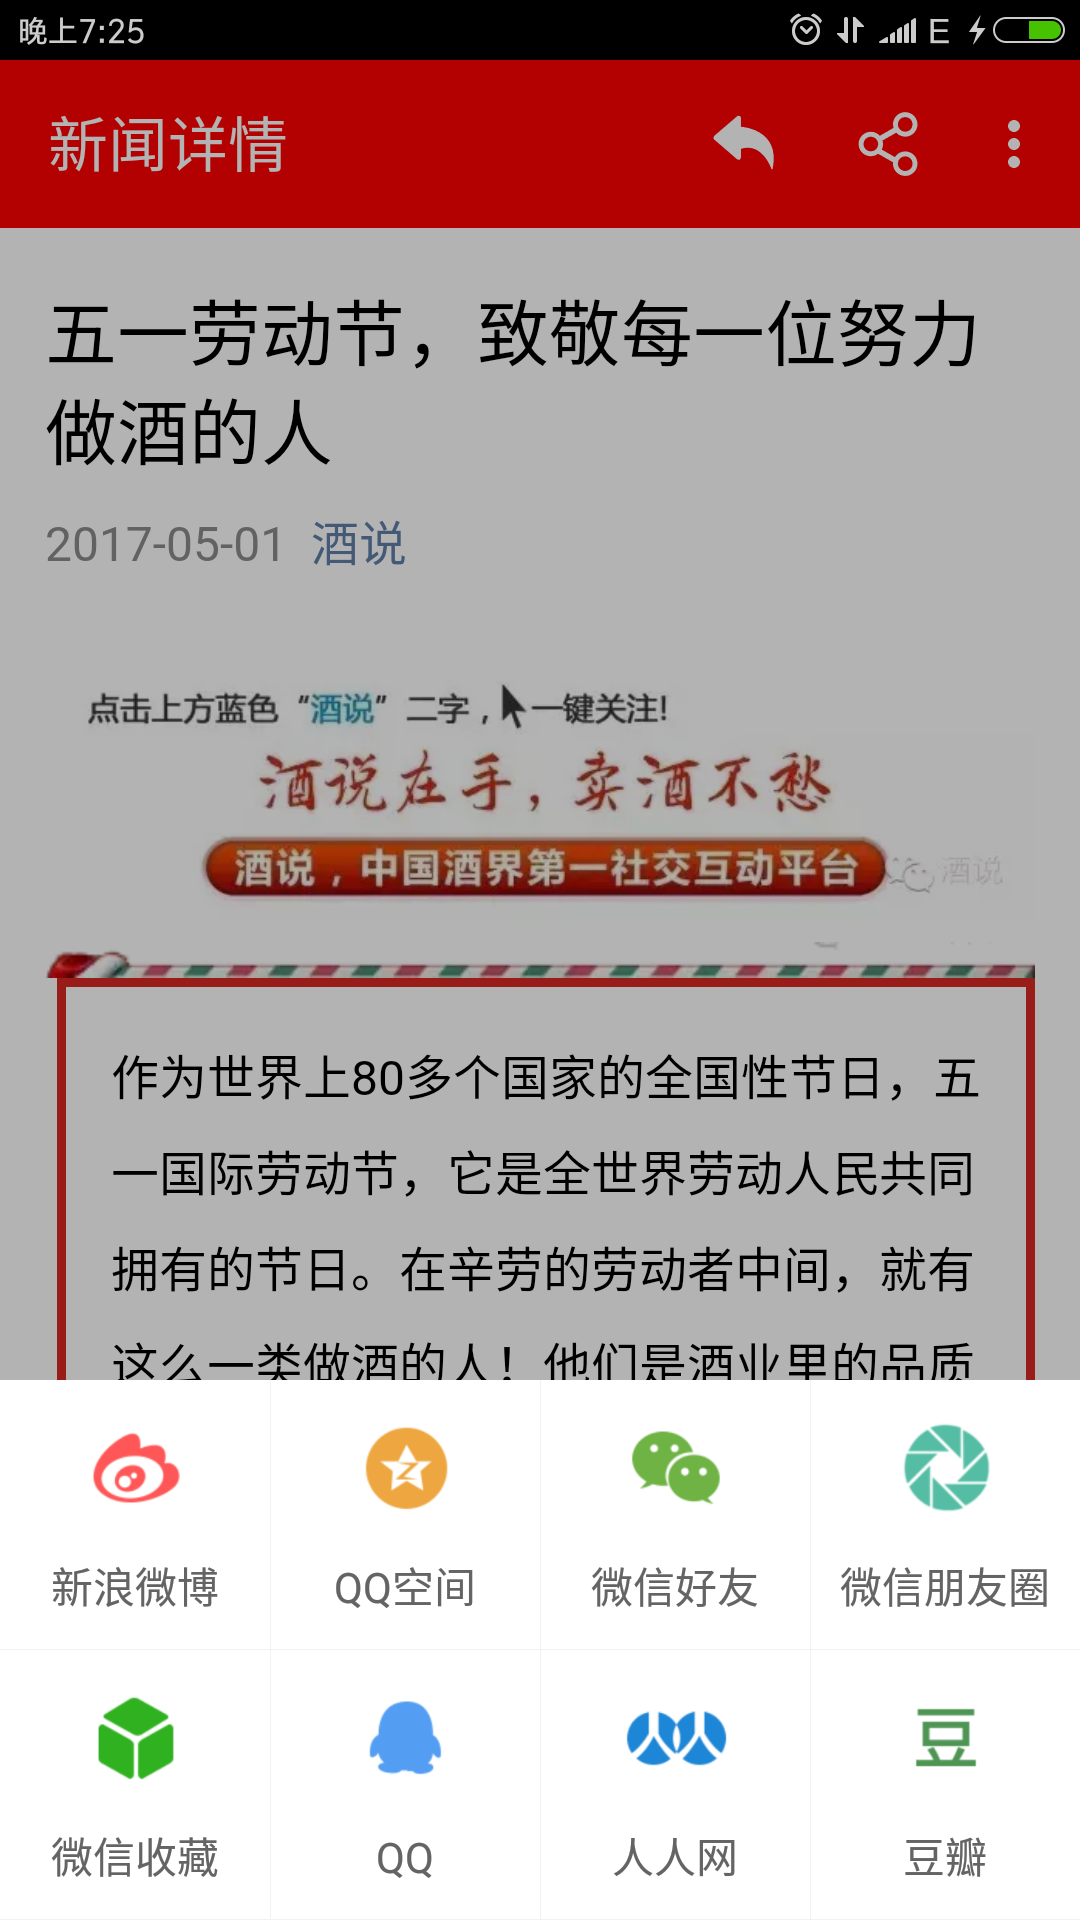 晚上7:25
E
新闻详情
五一劳动节，致敬每一位努力
做酒的人
2017-05-01 酒说
点击上方蓝色“酒说”二字，一键关注!
酒说在手，卖酒不愁
酒说，中国酒界第一社交互动平台
酒说
作为世界上80多个国家的全国性节日，五
一国际劳动节，它是全世界劳动人民共同
拥有的节日。在辛劳的劳动者中间，就有
这么一类做酒的人！他们是酒业里的品质
新浪微博
QQ空间
微信好友
微信朋友圈
豆
微信收藏
QQ
人人网
豆瓣